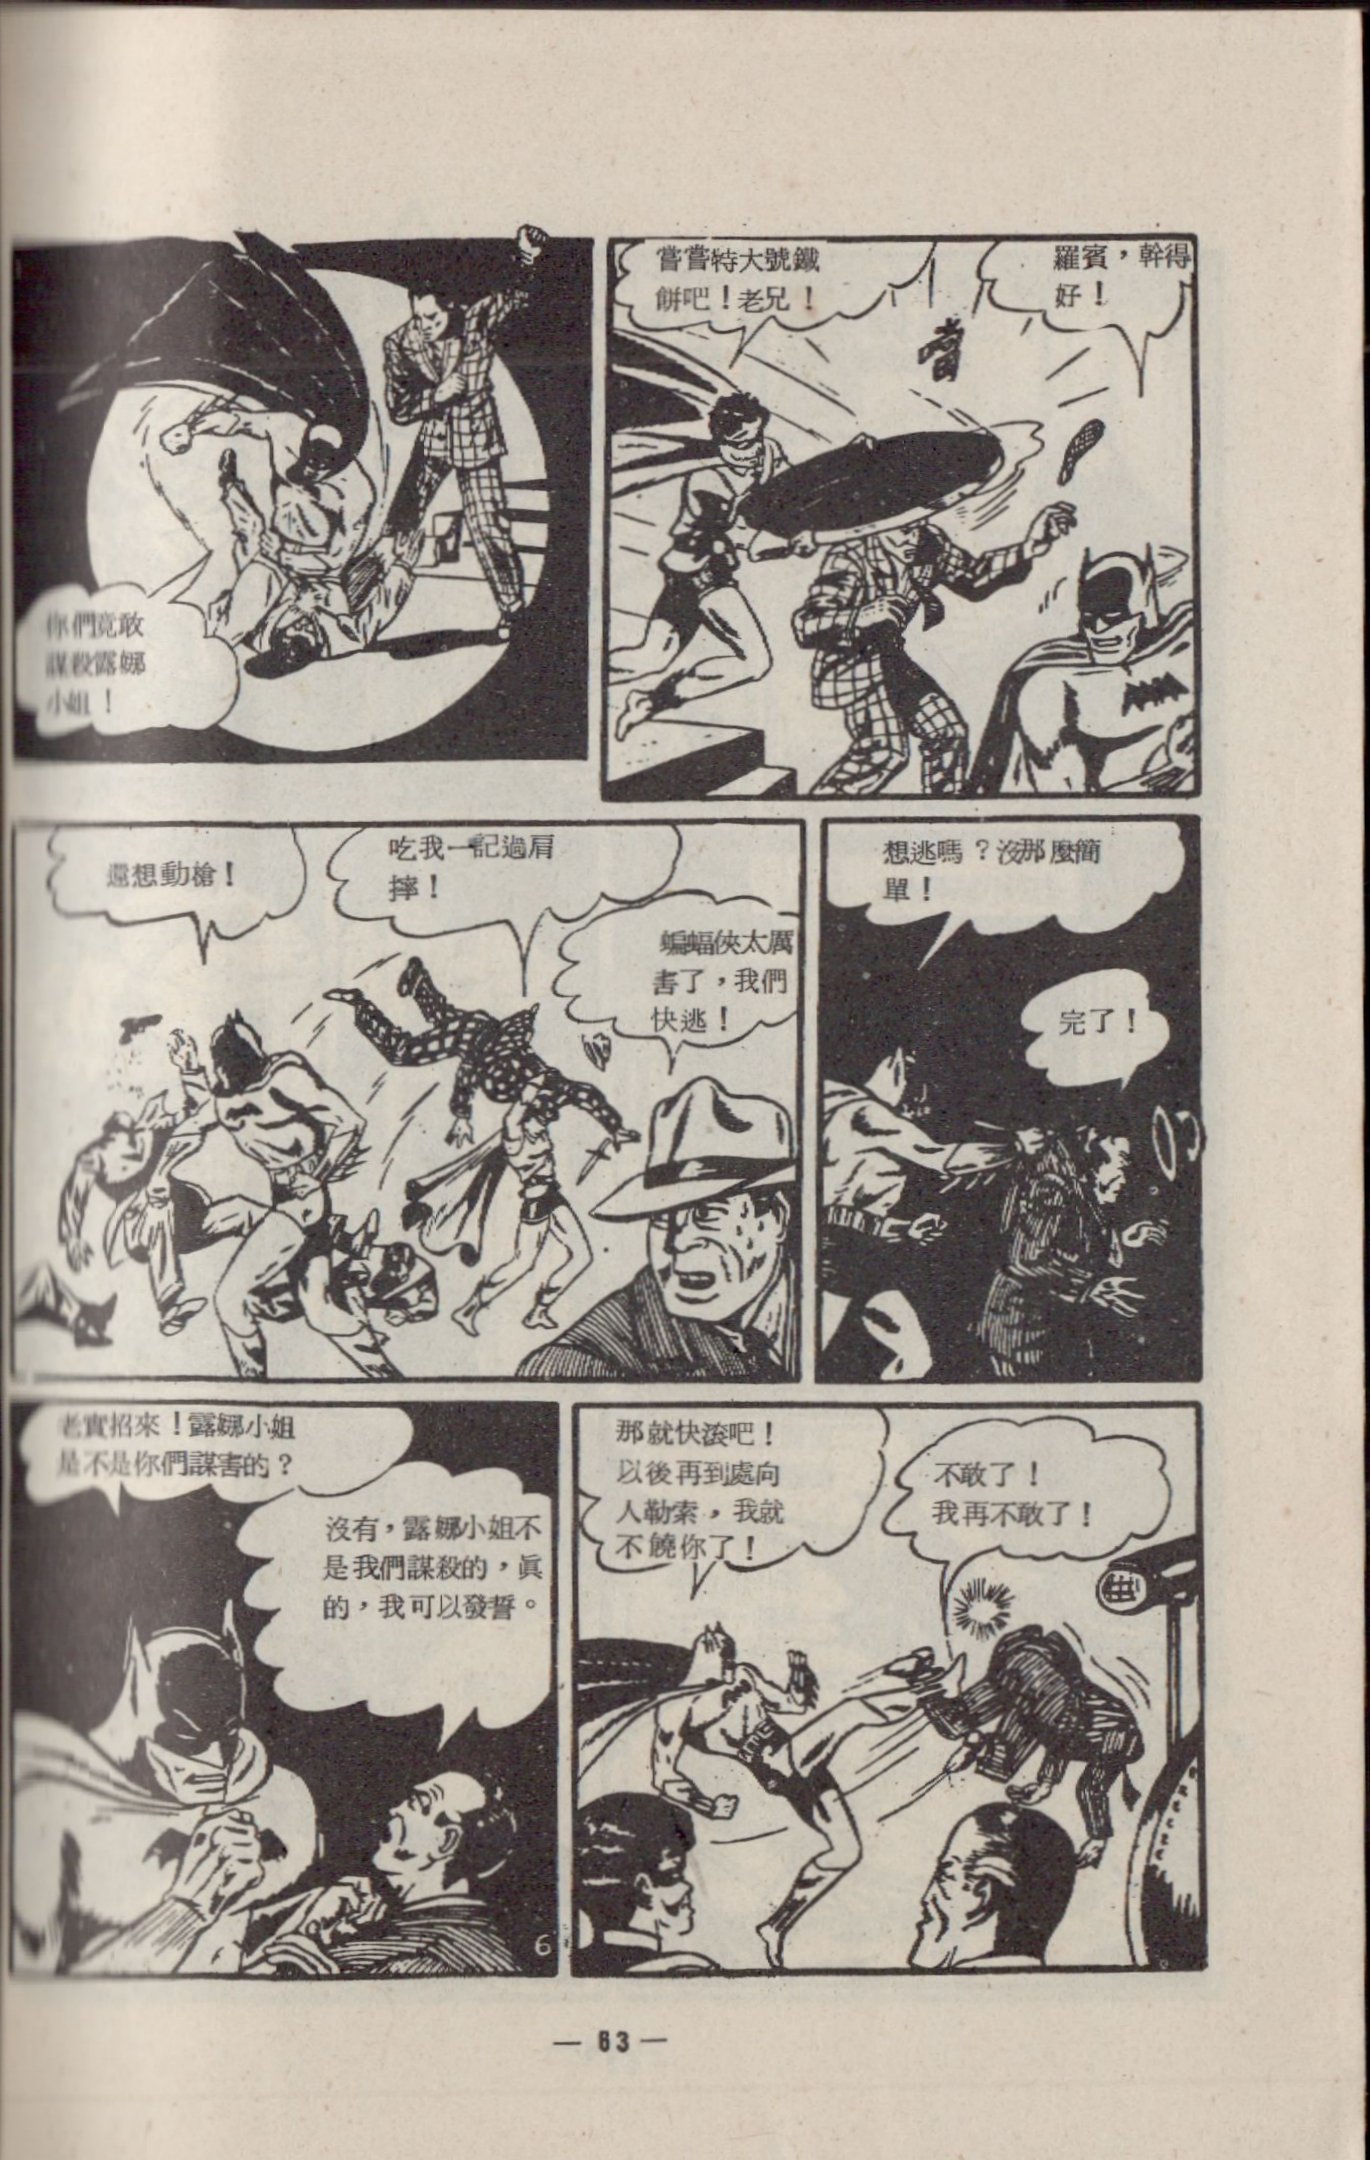 你們竟敢
謀殺露娜
小姐！
嘗嘗特大號鐵
餅吧！老兄！
羅賓，幹得
好！
當
還想動槍！
吃我一記過肩
摔！
蝙蝠俠太厲
害了，我們
快逃！
想逃嗎？沒那麼簡
單！
完了！
老實招來！露娜小姐
是不是你們謀害的？
沒有，露娜小姐不
是我們謀殺的，眞
的，我可以發誓。
6
那就快滾吧！
以後再到處向
人勒索，我就
不饒你了！
不敢了！
我再不敢了！
— 63 —